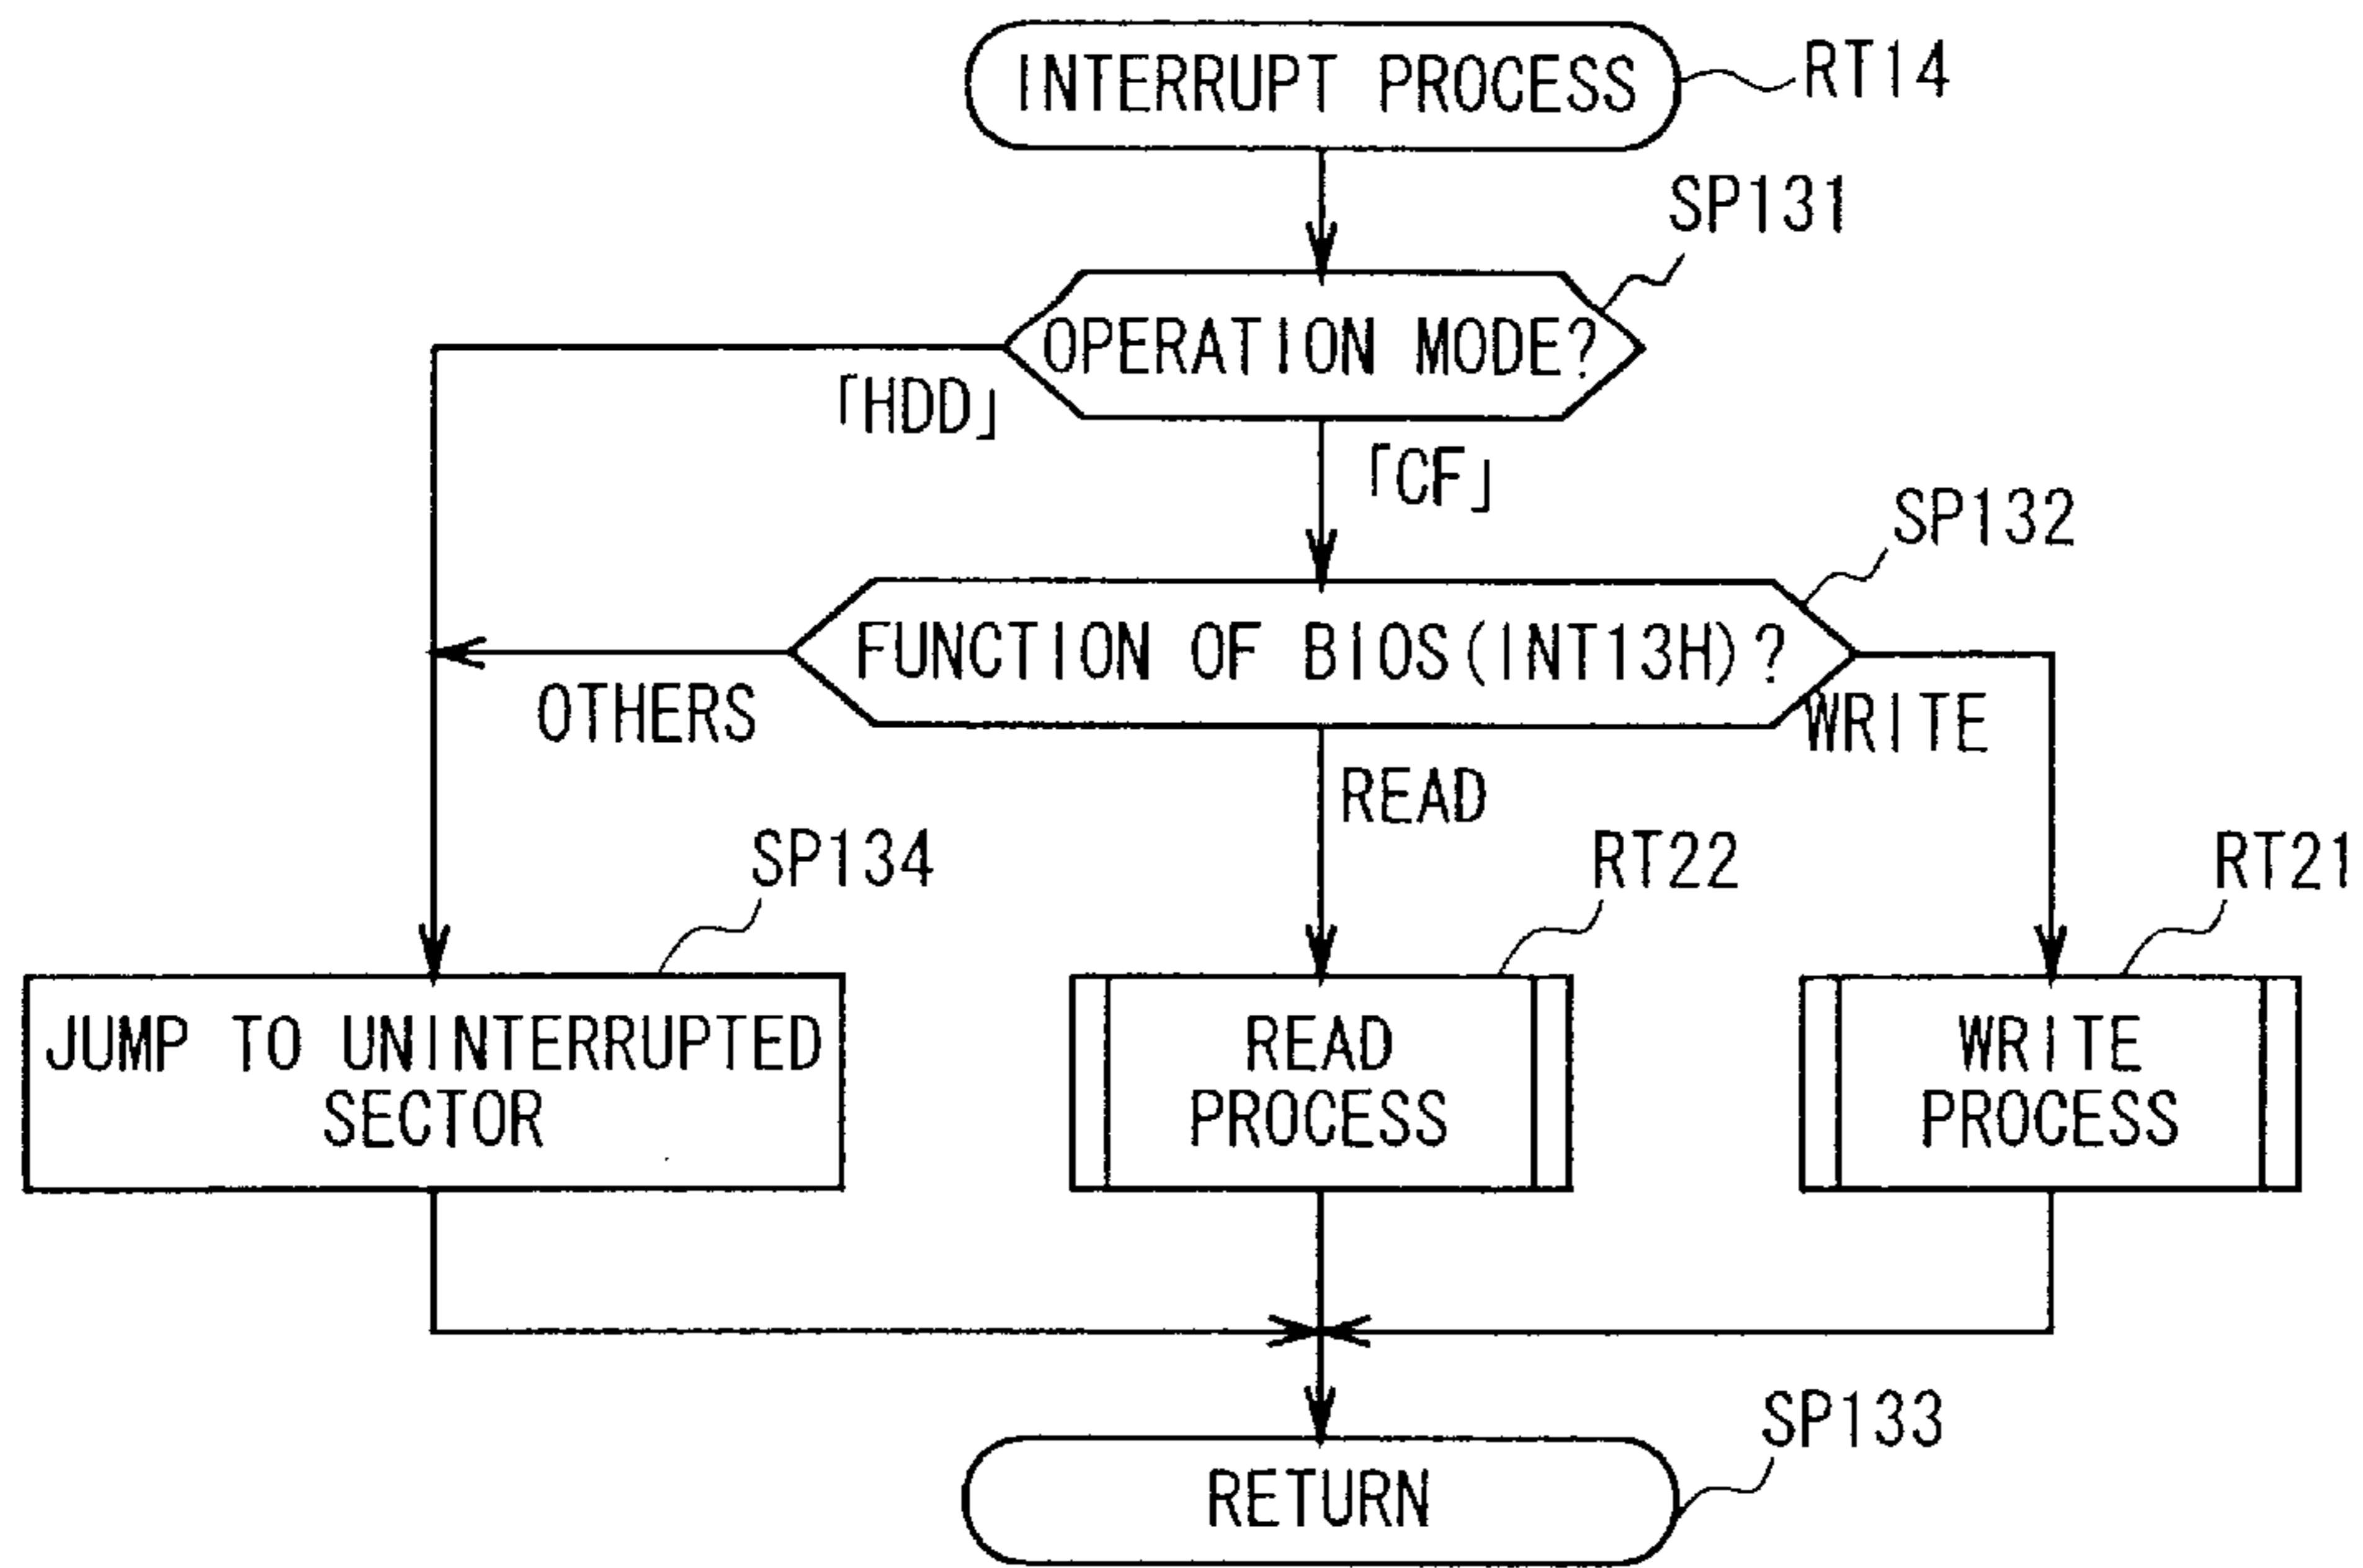 INTERRUPT PROCESS
RT14
SP131
OPERATION MODE?
「HDD」
「CF」
SP132
FUNCTION OF BIOS(INT13H)?
OTHERS
WRITE
READ
SP134
RT22
RT21
JUMP TO UNINTERRUPTED
SECTOR
READ
PROCESS
WRITE
PROCESS
SP133
RETURN